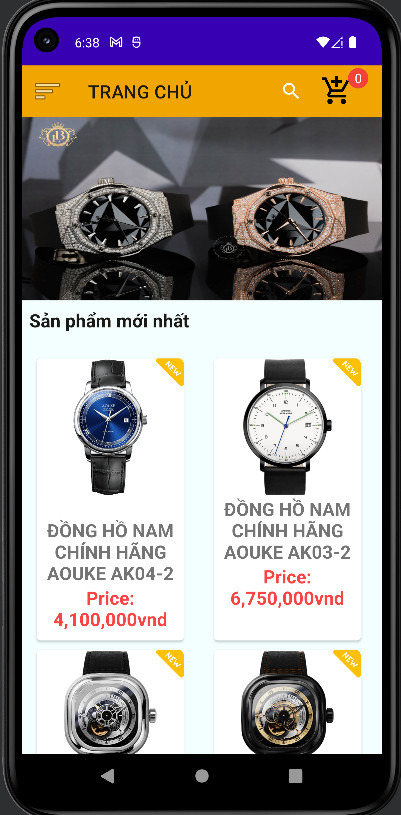 6:38
TRANG CHỦ
0
Sản phẩm mới nhất
NEW
NEW
ĐỒNG HỒ NAM
CHÍNH HÃNG
AOUKE AK04-2
Price:
4,100,000vnd
ĐỒNG HỒ NAM
CHÍNH HÃNG
AOUKE AK03-2
Price:
6,750,000vnd
NEW
NEW